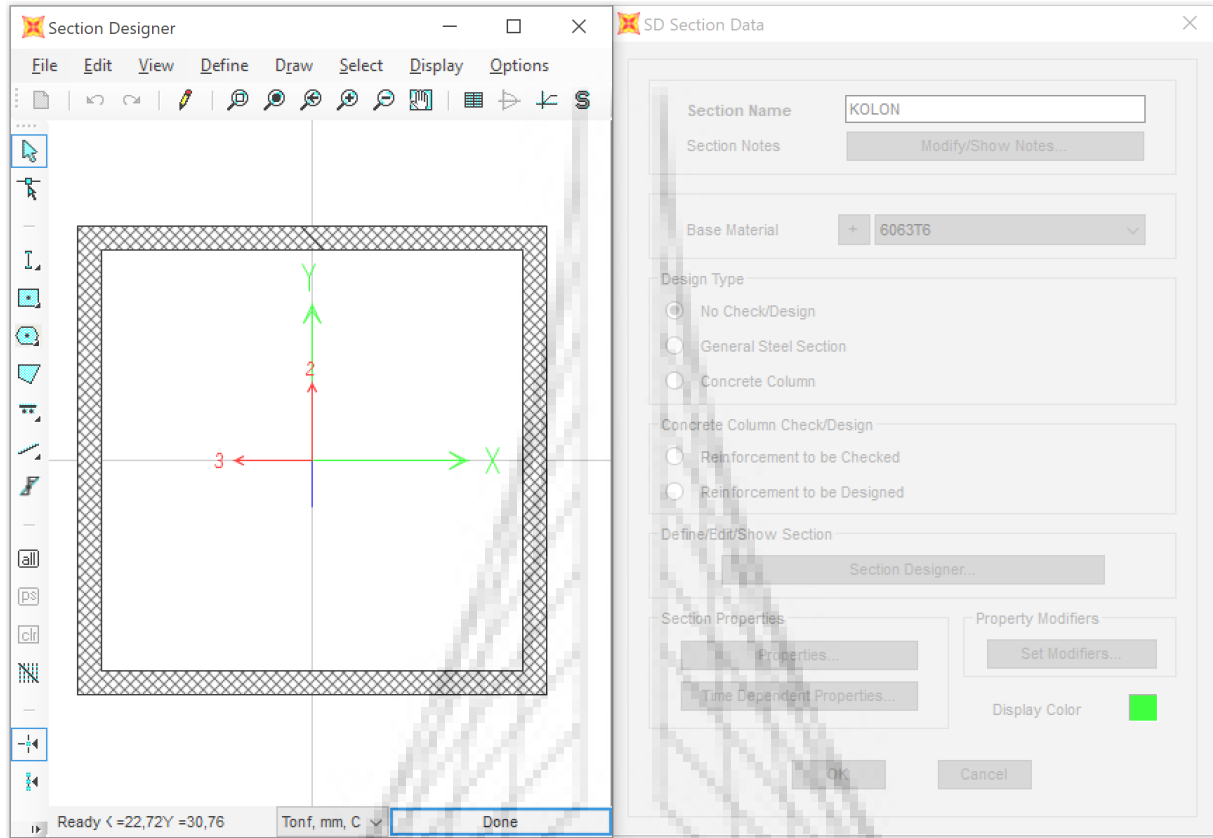 Section Designer
File Edit View Define Draw Select Display Options
S
Y
2
3
X
all
ps
clr
Ready
=22,72Y =30,76
Tonf, mm, C
Done
SD Section Data
Section Name
KOLON
Section Notes
Modify/Show Notes...
Base Material
+
6063T6
Design Type
No Check/Design
General Steel Section
Concrete Column
Concrete Column Check/Design
Reinforcement to be Checked
Reinforcement to be Designed
Define/Edit/Show Section
Section Designer...
Section Properties
Properties...
Time Dependent Properties...
Property Modifiers
Set Modifiers...
Display Color
OK
Cancel